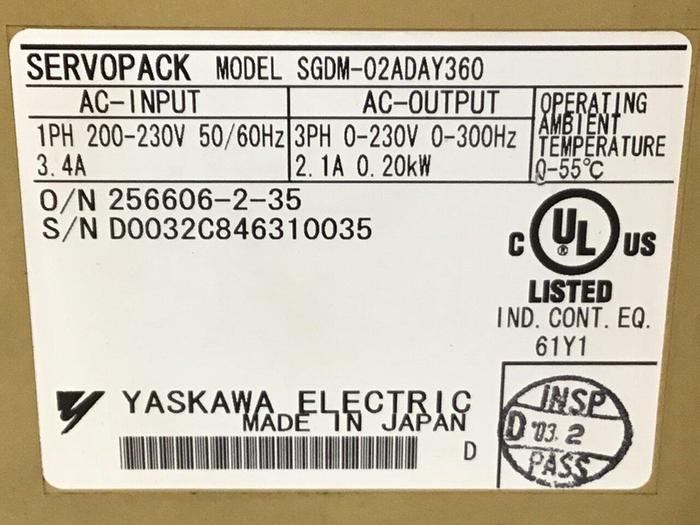 SERVOPACK MODEL SGDM-02ADAY360
AC-INPUT
1PH 200-230V 50/60Hz
3.4A
AC-OUTPUT
3PH 0-230V 0-300Hz
2.1A 0.20kW
OPERATING
AMBIENT
TEMPERATURE
0-55℃
O/N 256606-2-35
S/N D0032C846310035
C UL US
®
LISTED
IND. CONT. EQ.
61Y1
YASKAWA ELECTRIC
MADE IN JAPAN
D
INSP
D '03. 2
PASS